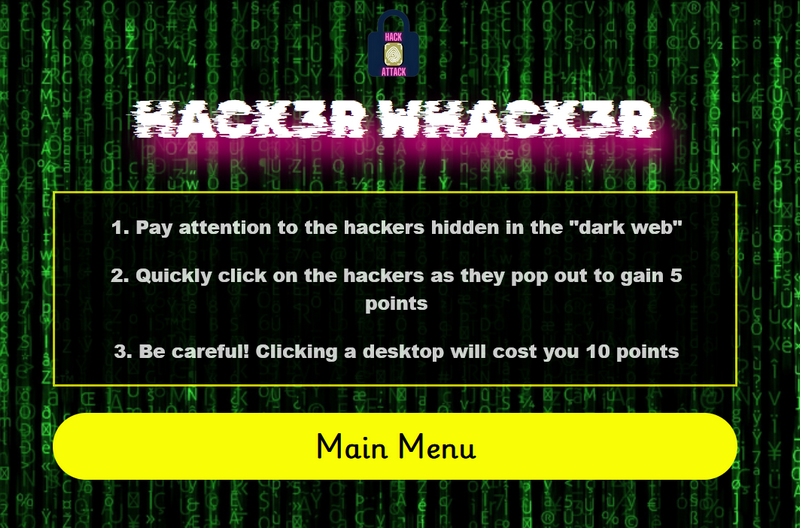 HACK
ATTACK
HACK3R WHACK3R
1. Pay attention to the hackers hidden in the "dark web"
2. Quickly click on the hackers as they pop out to gain 5
points
3. Be careful! Clicking a desktop will cost you 10 points
Main Menu